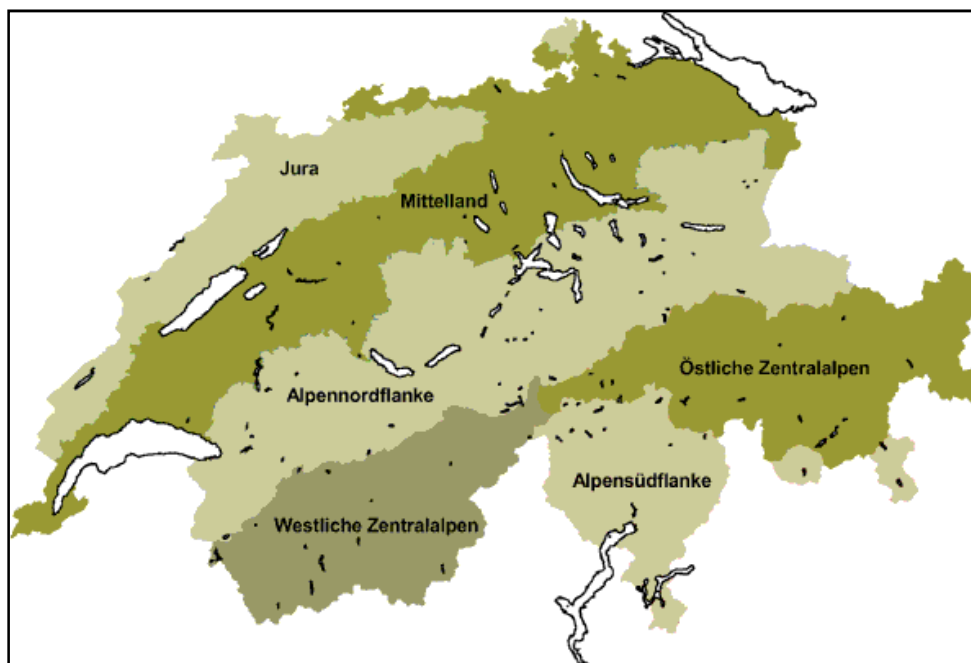 Jura
Mittelland
Östliche Zentralalpen
Alpennordflanke
Alpensüdflanke
Westliche Zentralalpen